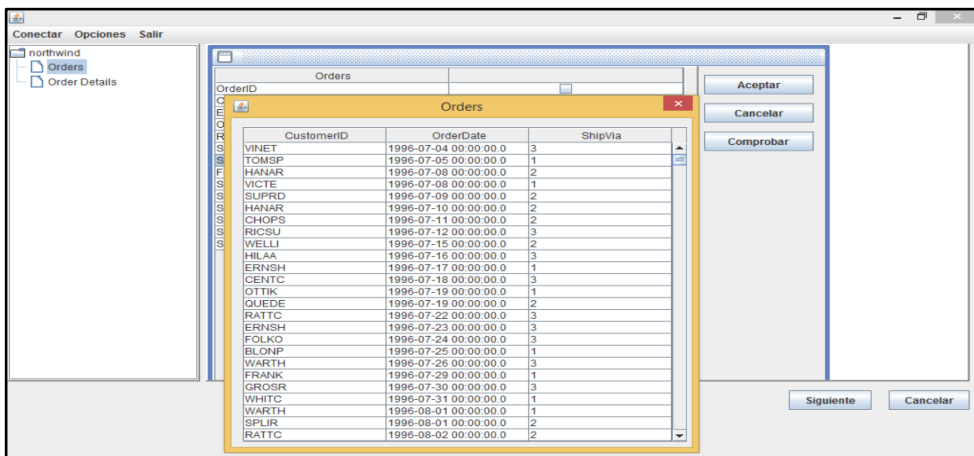 Conectar Opciones Salir
northwind
Orders
Order Details
Orders
OrderID
C
E
O
R
S
S
F
S
S
S
S
S
S
Aceptar
Cancelar
Comprobar
Orders
CustomerID OrderDate ShipVia
VINET 1996-07-04 00:00:00.0 3
TOMSP 1996-07-05 00:00:00.0 1
HANAR 1996-07-08 00:00:00.0 2
VICTE 1996-07-08 00:00:00.0 1
SUPRD 1996-07-09 00:00:00.0 2
HANAR 1996-07-10 00:00:00.0 2
CHOPS 1996-07-11 00:00:00.0 2
RICSU 1996-07-12 00:00:00.0 3
WELLI 1996-07-15 00:00:00.0 2
HILAA 1996-07-16 00:00:00.0 3
ERNSH 1996-07-17 00:00:00.0 1
CENTC 1996-07-18 00:00:00.0 3
OTTIK 1996-07-19 00:00:00.0 1
QUEDE 1996-07-19 00:00:00.0 2
RATTC 1996-07-22 00:00:00.0 3
ERNSH 1996-07-23 00:00:00.0 3
FOLKO 1996-07-24 00:00:00.0 3
BLONP 1996-07-25 00:00:00.0 1
WARTH 1996-07-26 00:00:00.0 3
FRANK 1996-07-29 00:00:00.0 1
GROSR 1996-07-30 00:00:00.0 3
WHITC 1996-07-31 00:00:00.0 1
WARTH 1996-08-01 00:00:00.0 1
SPLIR 1996-08-01 00:00:00.0 2
RATTC 1996-08-02 00:00:00.0 2
Siguiente Cancelar